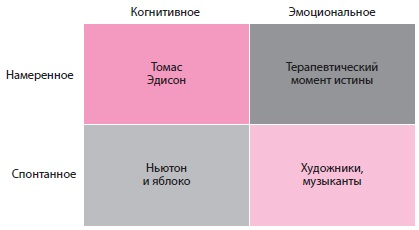 Когнитивное Эмоциональное
Намеренное
Томас
Эдисон
Терапевтический
момент истины
Спонтанное
Ньютон
и яблоко
Художники,
музыканты